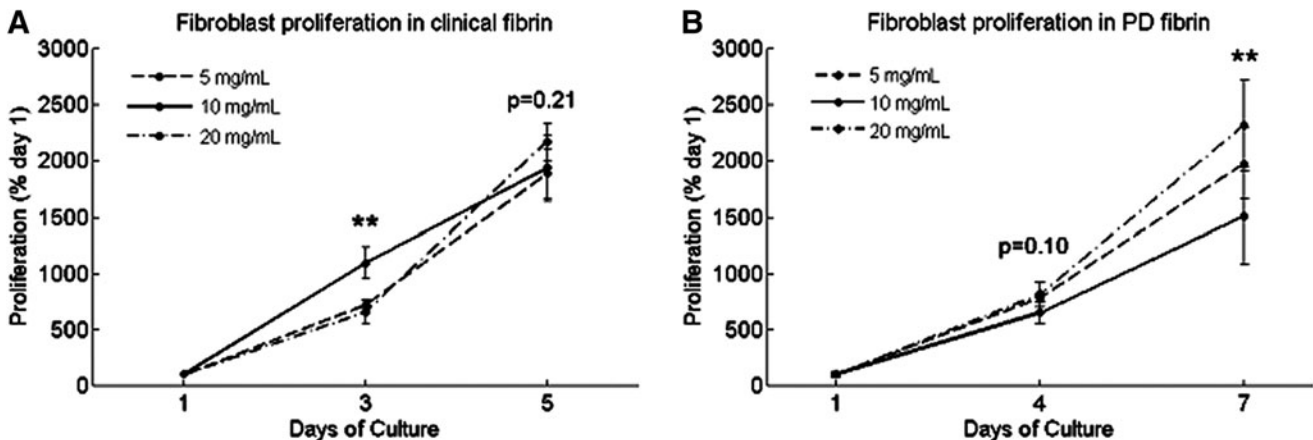 A
Fibroblast proliferation in clinical fibrin
3000
2500
2000
1500
1000
500
0
Proliferation (% day 1)
5 mg/mL
10 mg/mL
20 mg/mL
**
p=0.21
1 3 5
Days of Culture
B
Fibroblast proliferation in PD fibrin
3000
2500
2000
1500
1000
500
0
Proliferation (% day 1)
5 mg/mL
10 mg/mL
20 mg/mL
p=0.10
**
1 4 7
Days of Culture